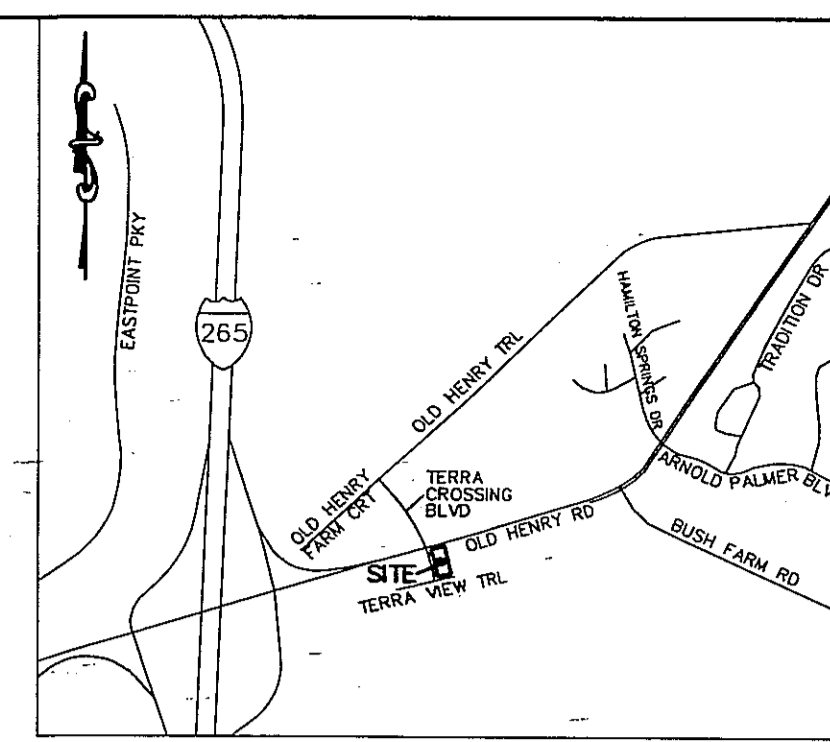 EASTPOINT PKY
265
OLD HENRY TRL
HAMILTON SPRINGS DR
TRADITION DR
OLD HENRY
FARM CRT
TERRA
CROSSING
BLVD
ARNOLD PALMER BLV
OLD HENRY RD
BUSH FARM RD
SITE
TERRA VIEW TRL